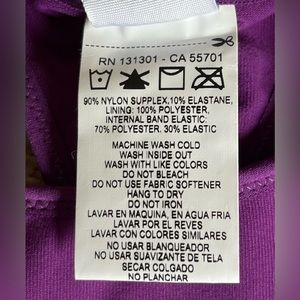 RN 131301 - CA 55701
90% NYLON SUPPLEX,10% ELASTANE,
LINING: 100% POLYESTER.
INTERNAL BAND ELASTIC:
70% POLYESTER. 30% ELASTIC
MACHINE WASH COLD
WASH INSIDE OUT
WASH WITH LIKE COLORS
DO NOT BLEACH
DO NOT USE FABRIC SOFTENER
HANG TO DRY
DO NOT IRON
LAVAR EN MAQUINA, EN AGUA FRIA
LAVAR POR EL REVES
LAVAR CON COLORES SIMILARES
NO USAR BLANQUEADOR
NO USAR SUAVIZANTE DE TELA
SECAR COLGADO
NO PLANCHAR